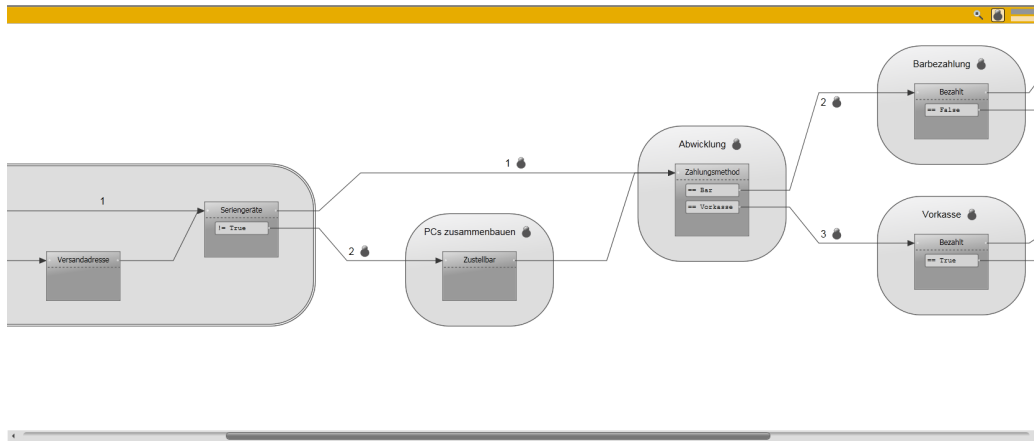 Barbezahlung
Bezahlt
== False
2
Abwicklung
Zahlungsmethod
== Bar
== Vorkasse
1
1
Seriengeräte
!= True
Versandadresse
2
PCs zusammenbauen
Zustellbar
3
Vorkasse
Bezahlt
== True